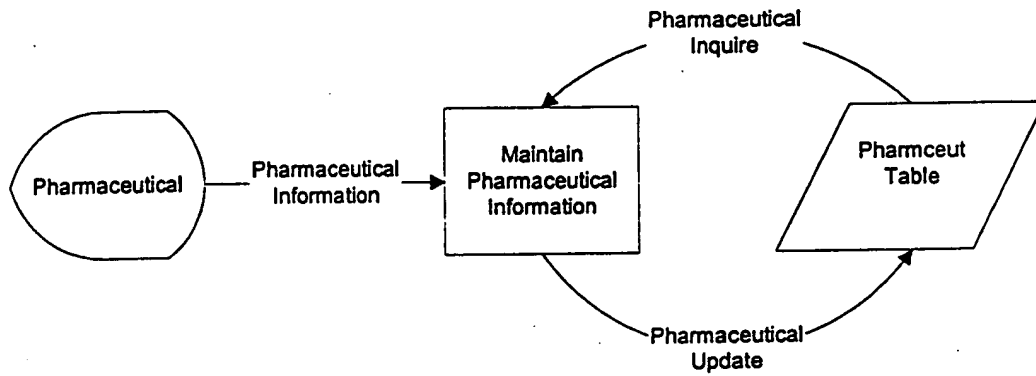 Pharmaceutical
Inquire
Pharmaceutical
Pharmaceutical
Information
Maintain
Pharmaceutical
Information
Pharmceut
Table
Pharmaceutical
Update